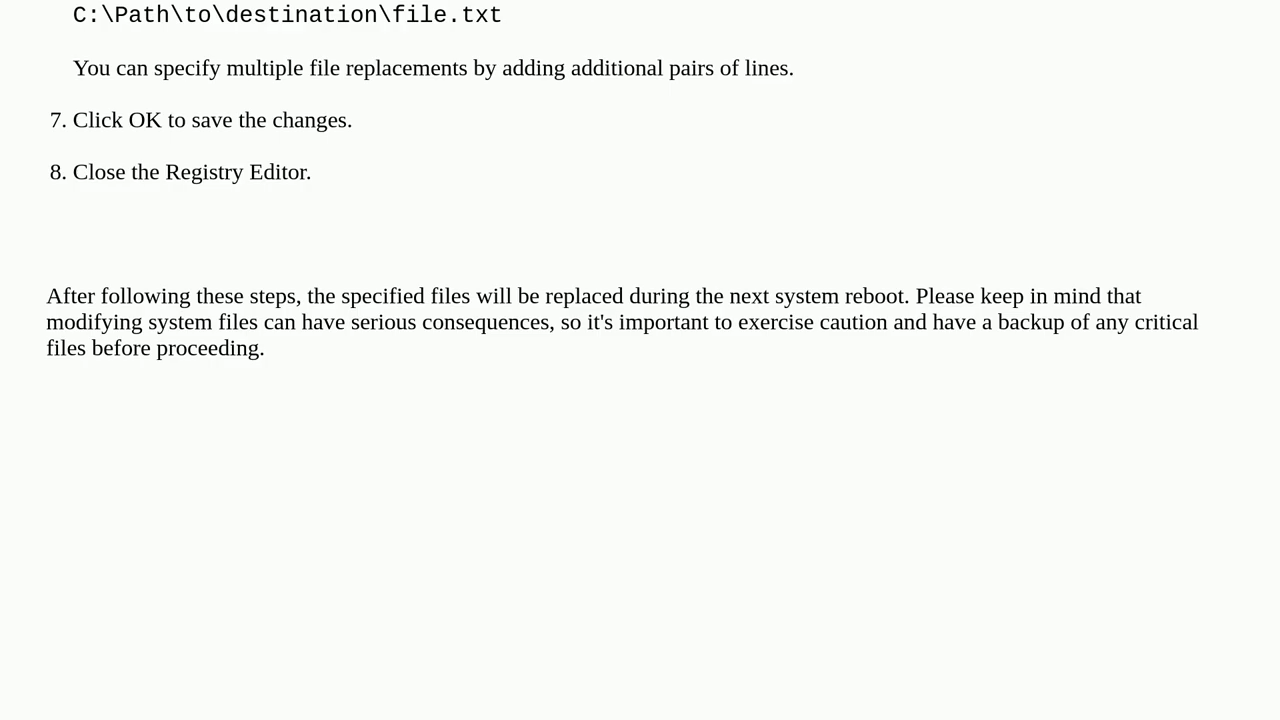 C:\Path\to\destination\file.txt
You can specify multiple file replacements by adding additional pairs of lines.
7. Click OK to save the changes.
8. Close the Registry Editor.
After following these steps, the specified files will be replaced during the next system reboot. Please keep in mind that
modifying system files can have serious consequences, so it's important to exercise caution and have a backup of any critical
files before proceeding.